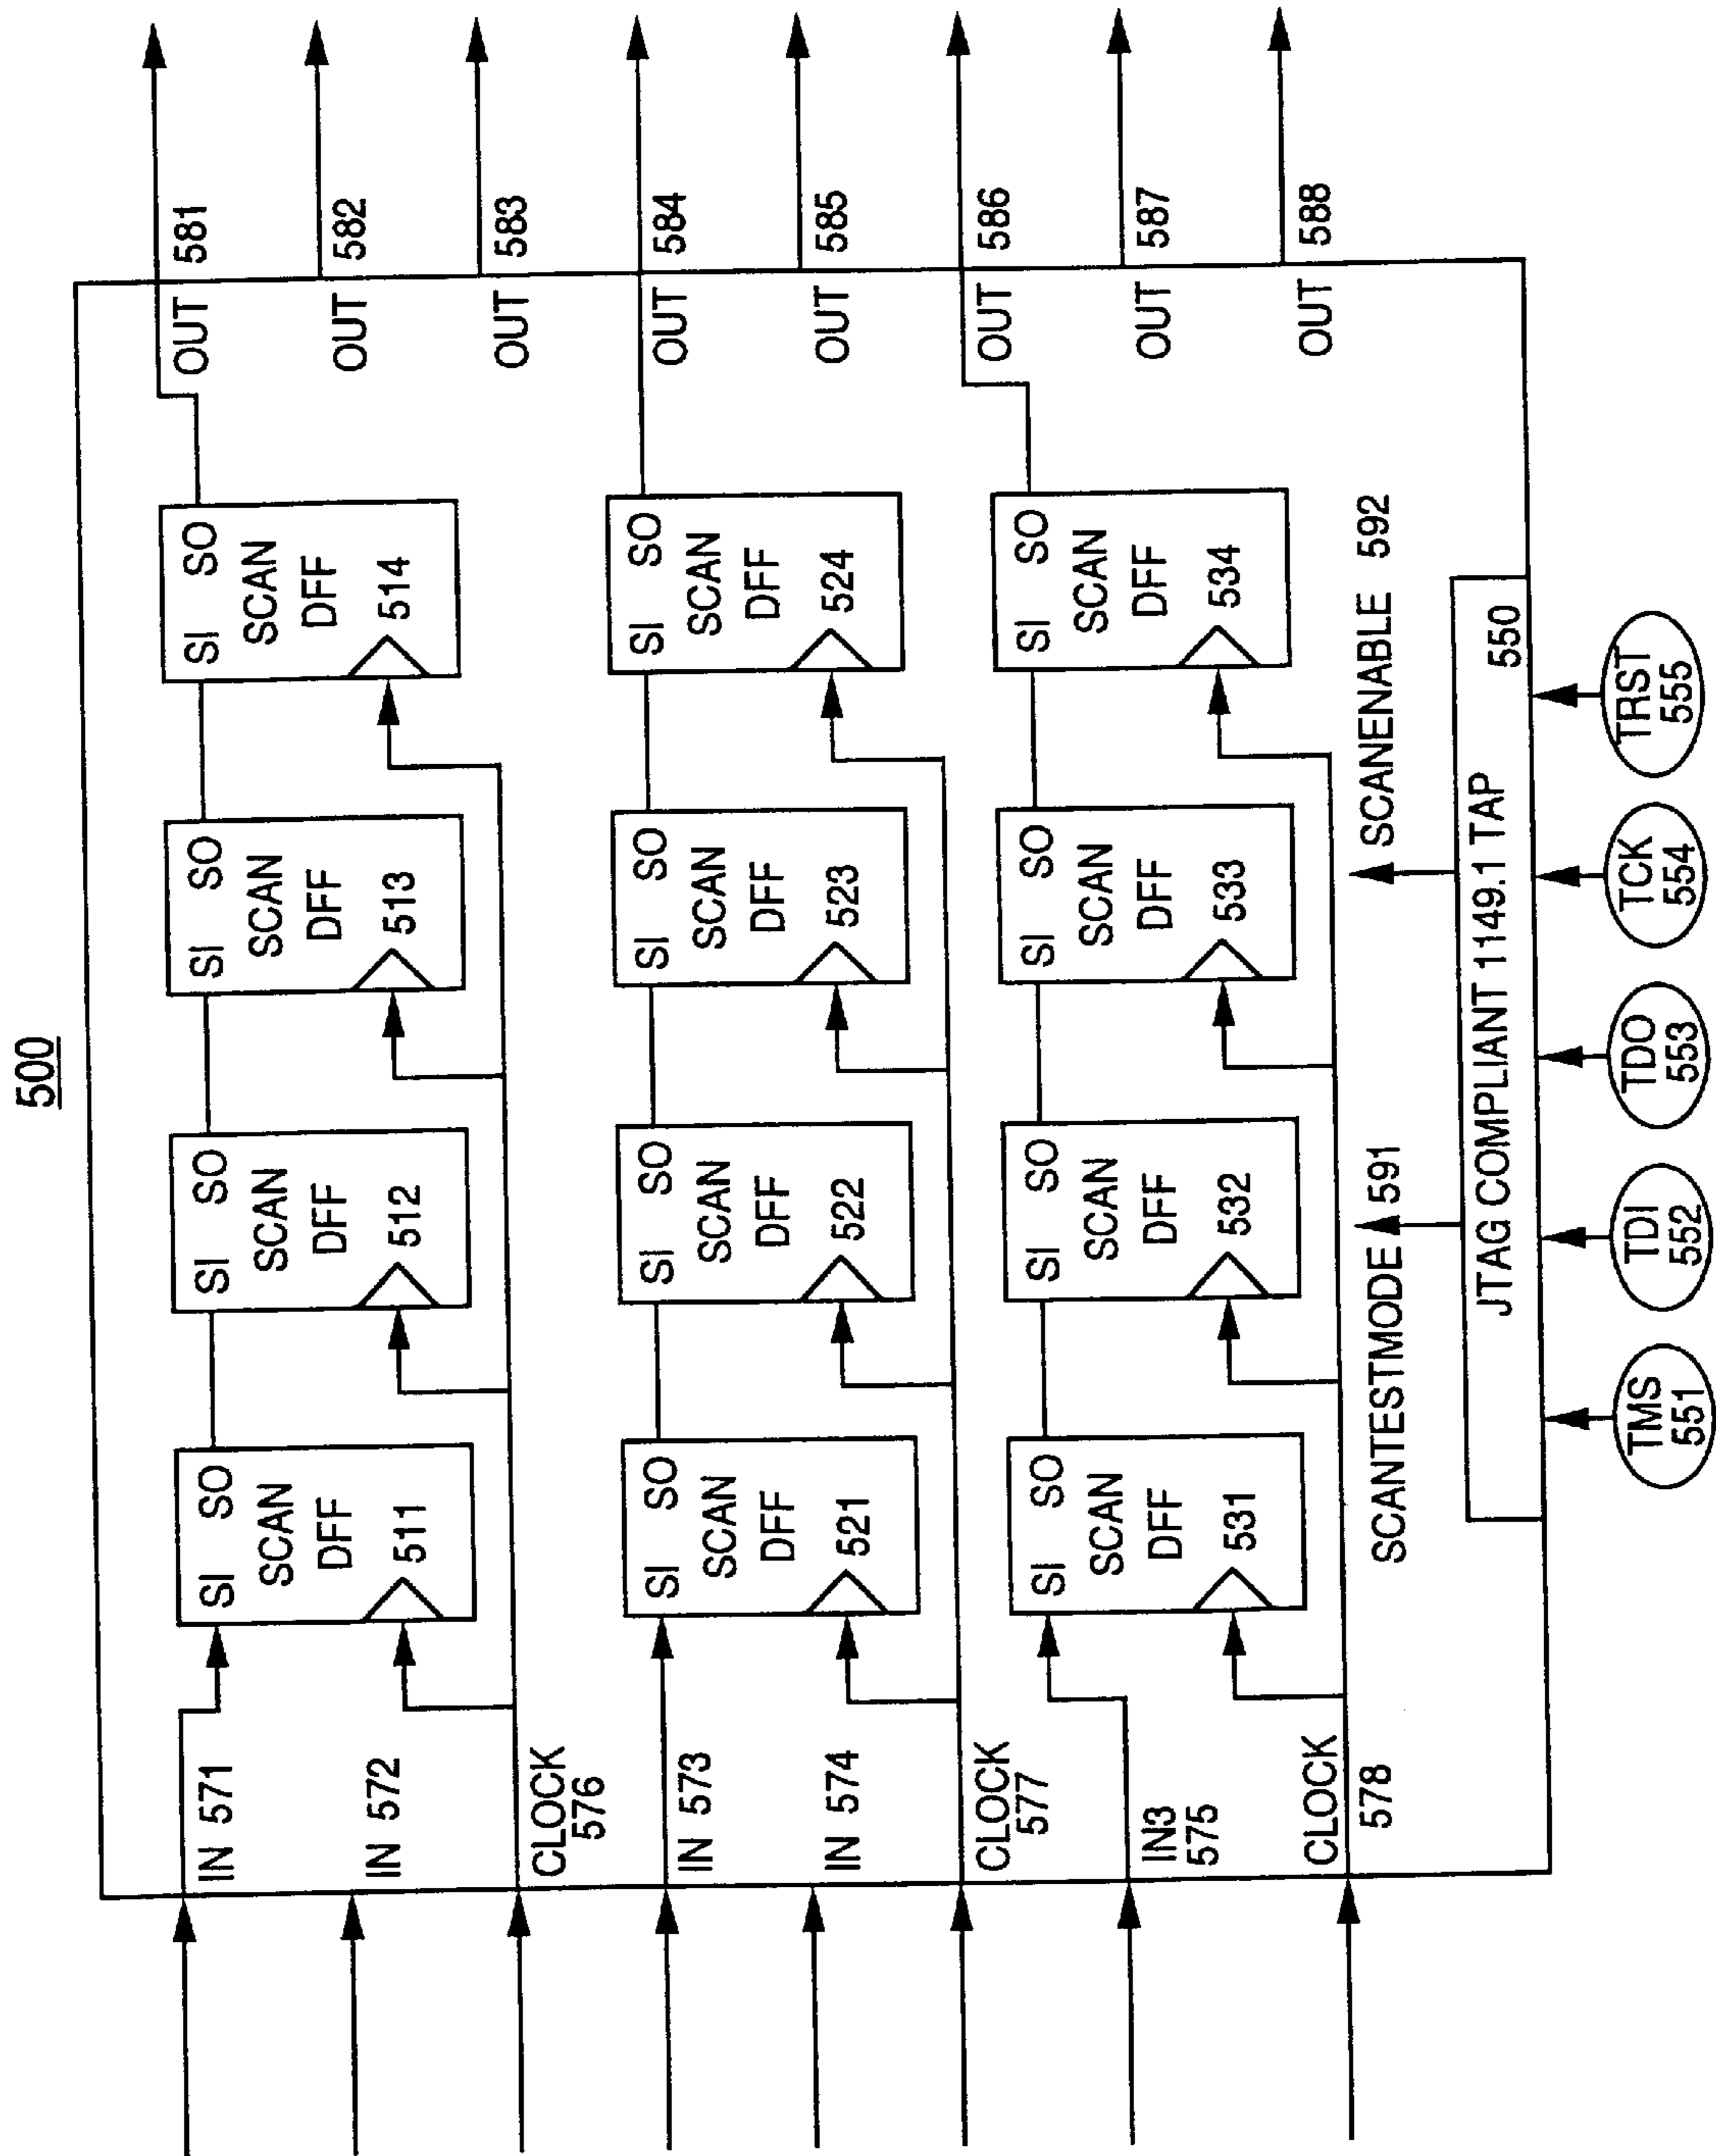 500
IN 571
IN 572
CLOCK
576
IN 573
IN 574
CLOCK
577
IN3
575
CLOCK
578
SI SO
SCAN
DFF
511
SI SO
SCAN
DFF
512
SI SO
SCAN
DFF
513
SI SO
SCAN
DFF
514
SI SO
SCAN
DFF
521
SI SO
SCAN
DFF
522
SI SO
SCAN
DFF
523
SI SO
SCAN
DFF
524
SI SO
SCAN
DFF
531
SI SO
SCAN
DFF
532
SI SO
SCAN
DFF
533
SI SO
SCAN
DFF
534
OUT 581
OUT 582
OUT 583
OUT 584
OUT 585
OUT 586
OUT 587
OUT 588
SCANTESTMODE 591
SCANENABLE 592
JTAG COMPLIANT 1149.1 TAP
550
TMS
551
TDI
552
TDO
553
TCK
554
TRST
555